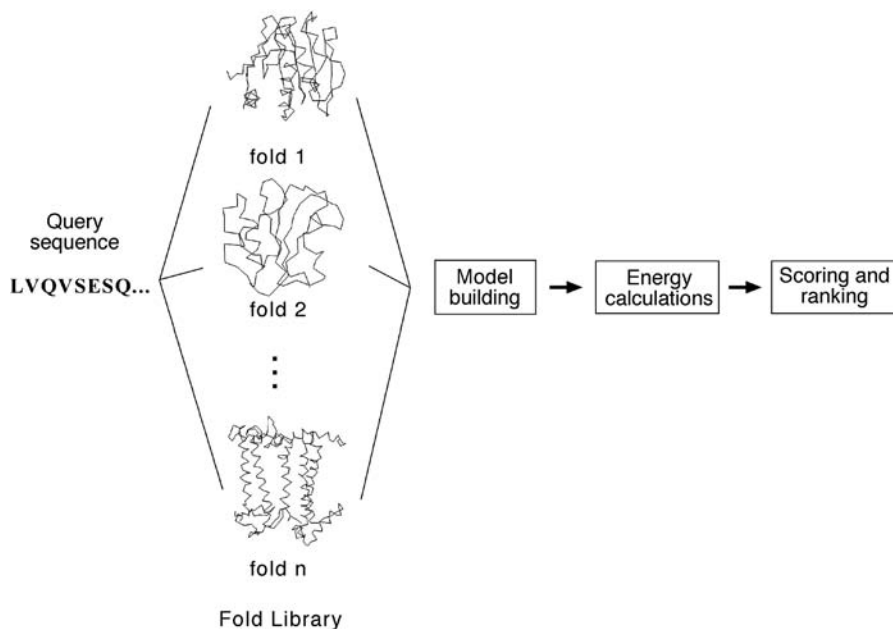 fold 1
Query
sequence
LVQVSESQ...
fold 2
Model
building
Energy
calculations
Scoring and
ranking
fold n
Fold Library